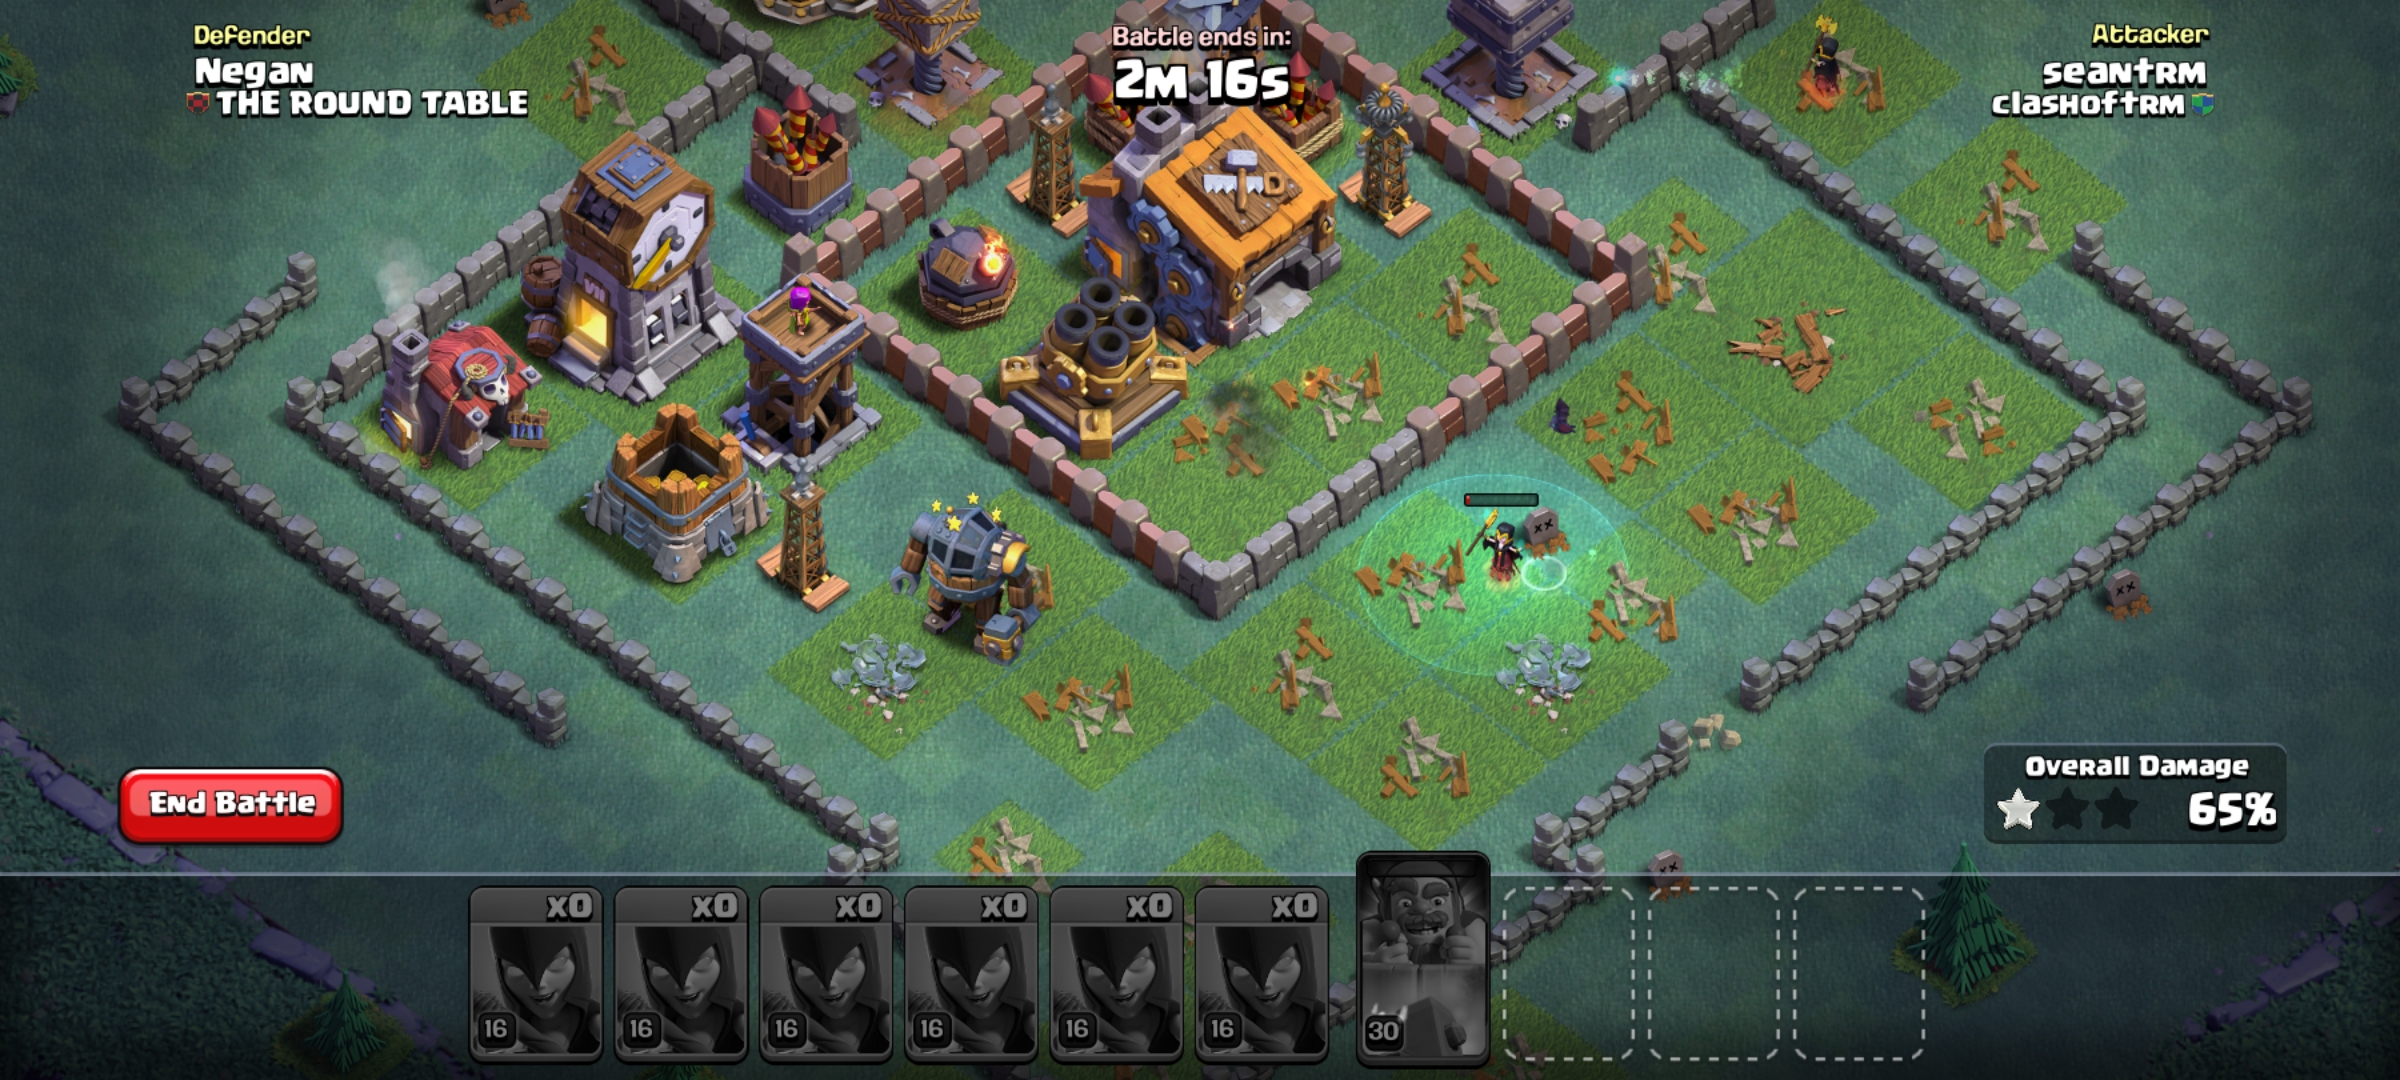 Defender
Negan
THE ROUND TABLE
Battle ends in:
2M 16s
Attacker
seantRM
clashoftRM
VII
End Battle
Overall Damage
65%
x0
x0
x0
x0
x0
x0
16
16
16
16
16
16
30